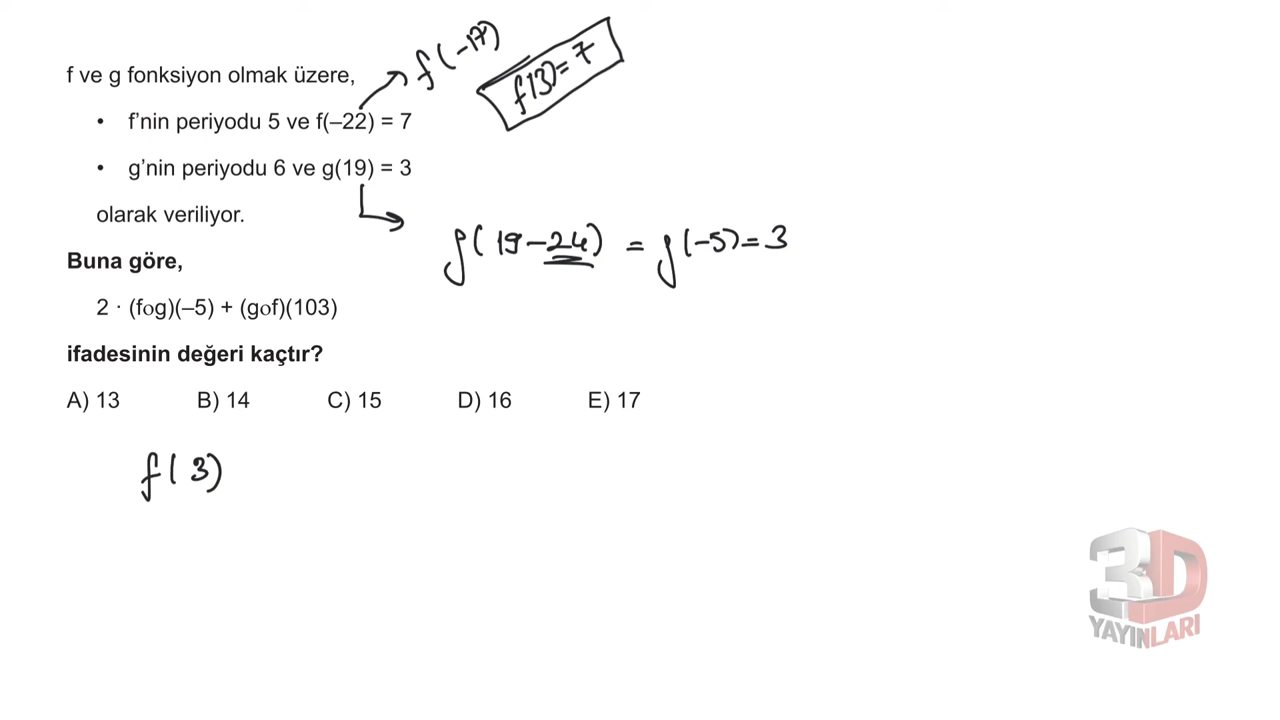 f ve g fonksiyon olmak üzere,
f(-17)
f(3) = 7
• f'nin periyodu 5 ve f(–22) = 7
• g'nin periyodu 6 ve g(19) = 3
olarak veriliyor.
g(19-24) = g(-5) = 3
Buna göre,
2 · (fog)(–5) + (gof)(103)
ifadesinin değeri kaçtır?
A) 13 B) 14 C) 15 D) 16 E) 17
f(3)
3D
YAYINLARI